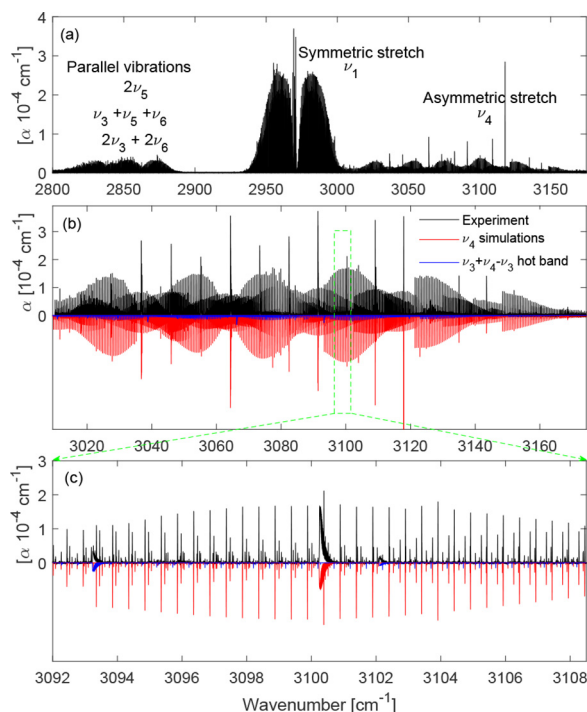 (a)
Parallel vibrations
2ν5
ν3 + ν5 + ν6
2ν3 + 2ν6
Symmetric stretch
ν1
Asymmetric stretch
ν4
[α 10-4 cm-1]
4
3
2
1
0
2800 2850 2900 2950 3000 3050 3100 3150
(b)
Experiment
ν4 simulations
ν3+ν4-ν3 hot band
α [10-4 cm-1]
3
2
1
0
3020 3040 3060 3080 3100 3120 3140 3160
(c)
[α 10-4 cm-1]
3
2
1
0
3092 3094 3096 3098 3100 3102 3104 3106 3108
Wavenumber [cm-1]